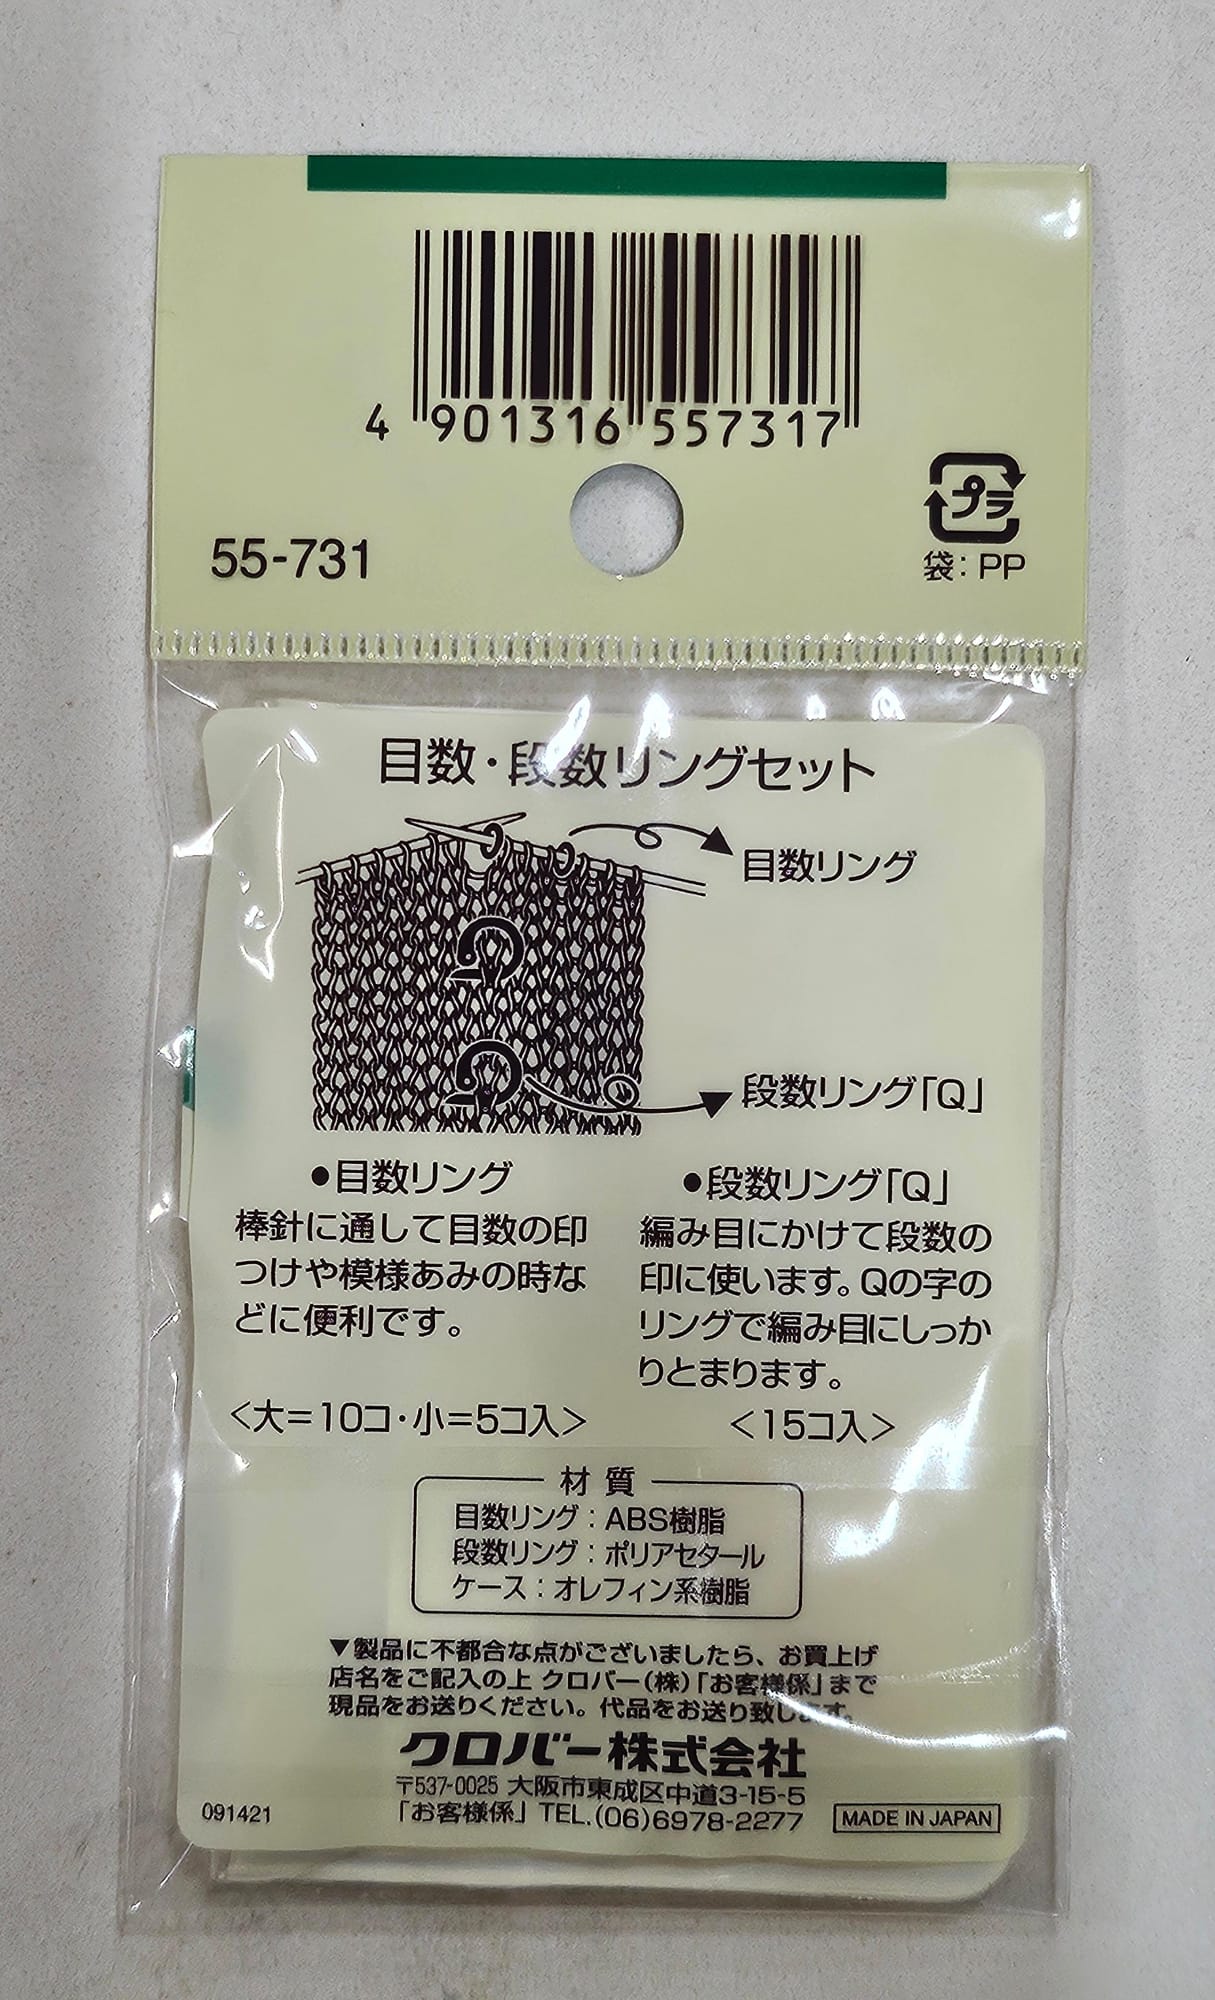 4 901316 557317
プラ
袋：PP
55-731
目数・段数リングセット
目数リング
段数リング「Q」
●目数リング
棒針に通して目数の印
つけや模様あみの時な
どに便利です。
＜大＝10コ・小＝5コ入＞
●段数リング「Q」
編み目にかけて段数の
印に使います。Qの字の
リングで編み目にしっか
りとまります。
＜15コ入＞
材質
目数リング：ABS樹脂
段数リング：ポリアセタール
ケース：オレフィン系樹脂
▼製品に不都合な点がございましたら、お買上げ
店名をご記入の上 クロバー(株)「お客様係」まで
現品をお送りください。代品をお送り致します。
クロバー株式会社
〒537-0025 大阪市東成区中道3-15-5
「お客様係」TEL.(06)6978-2277
091421
MADE IN JAPAN